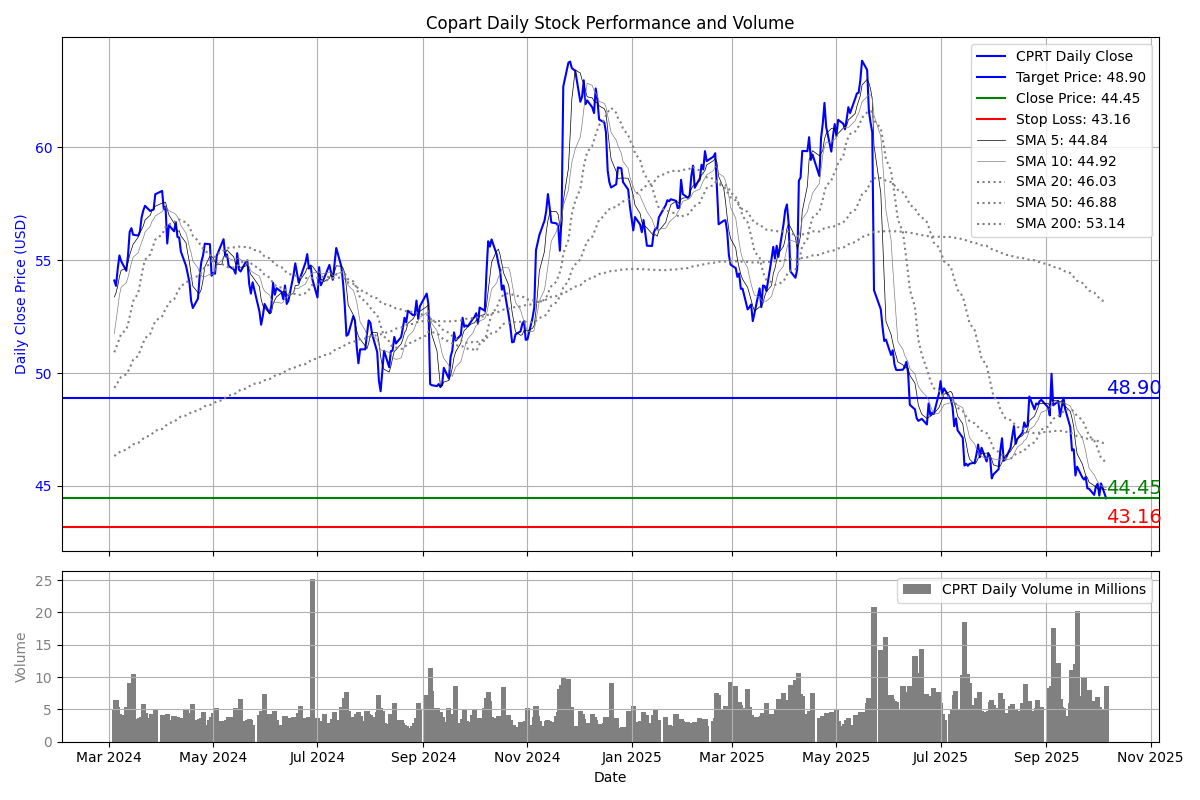 Copart Daily Stock Performance and Volume
Daily Close Price (USD)
60
55
50
45
CPRT Daily Close
Target Price: 48.90
Close Price: 44.45
Stop Loss: 43.16
SMA 5: 44.84
SMA 10: 44.92
SMA 20: 46.03
SMA 50: 46.88
SMA 200: 53.14
48.90
44.45
43.16
Volume
25
20
15
10
5
0
CPRT Daily Volume in Millions
Mar 2024 May 2024 Jul 2024 Sep 2024 Nov 2024 Jan 2025 Mar 2025 May 2025 Jul 2025 Sep 2025 Nov 2025
Date